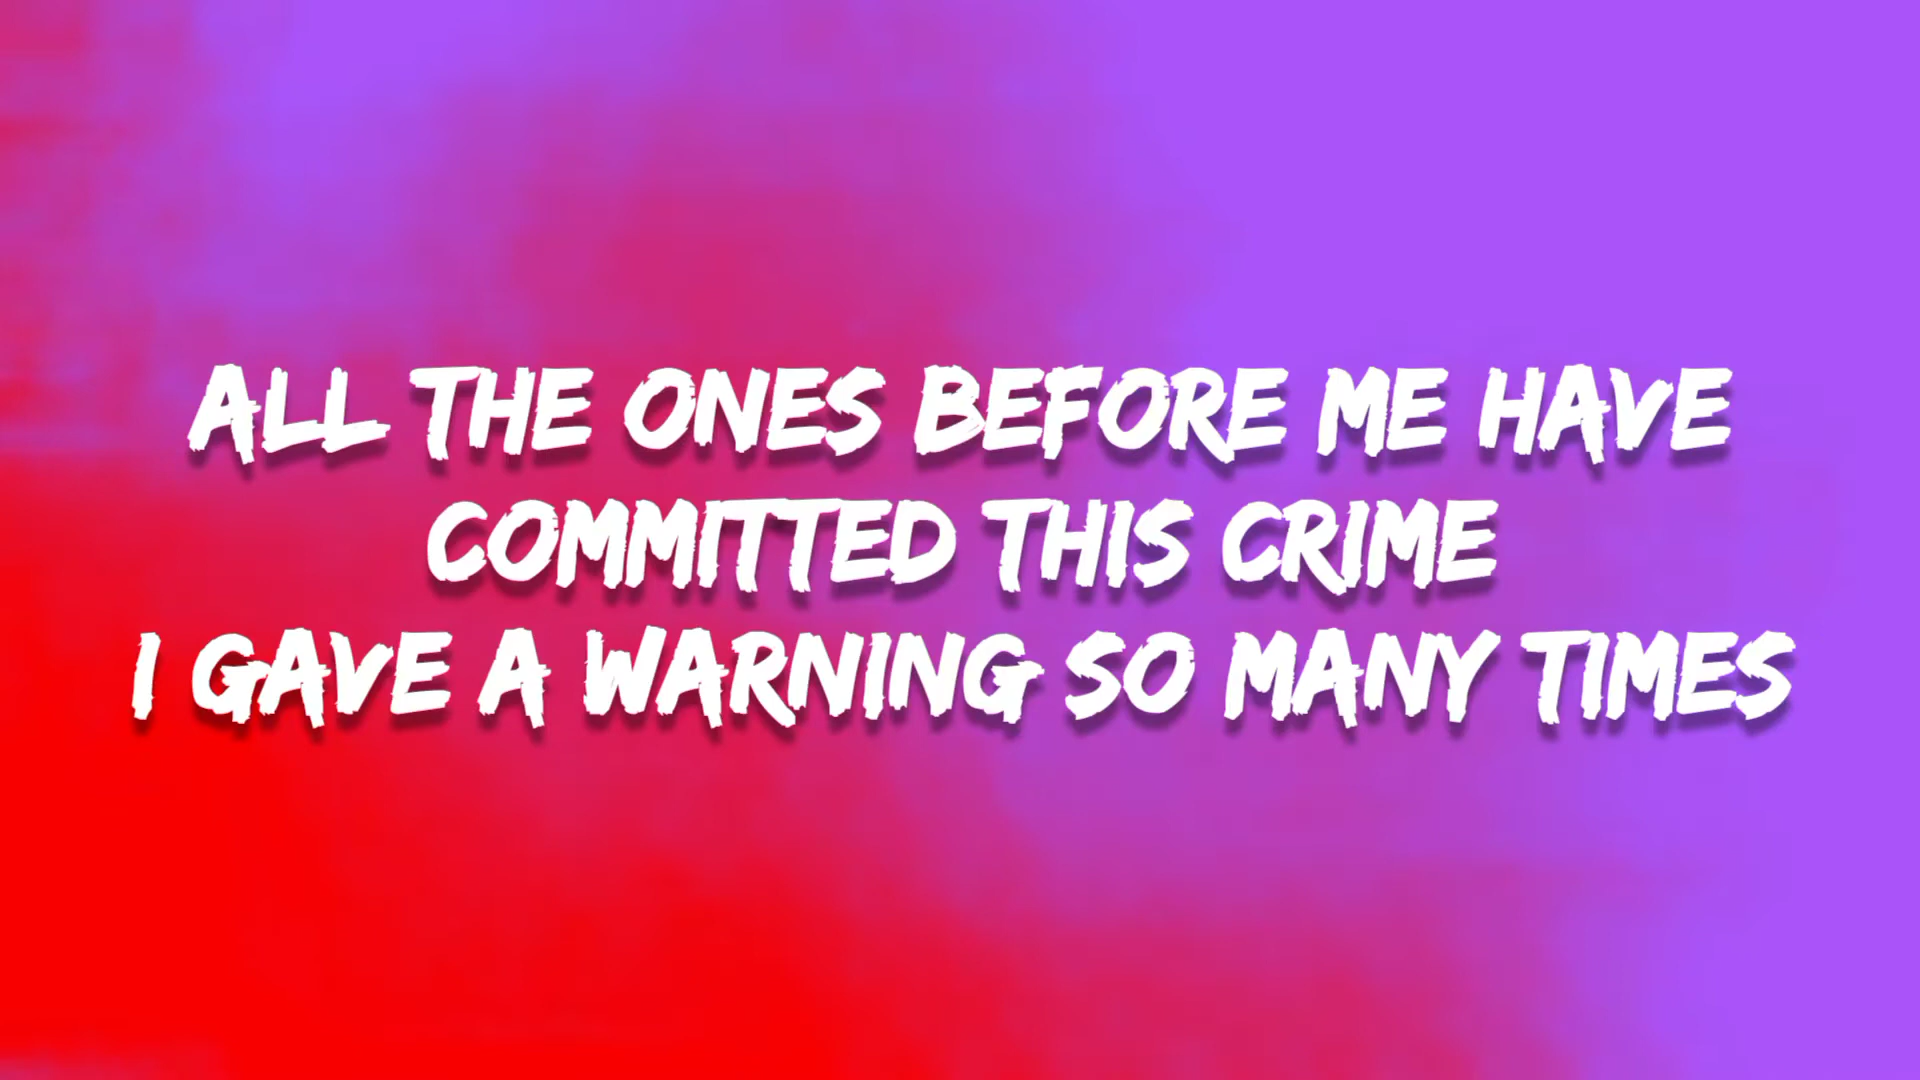 ALL THE ONES BEFORE ME HAVE
COMMITTED THIS CRIME
I GAVE A WARNING SO MANY TIMES